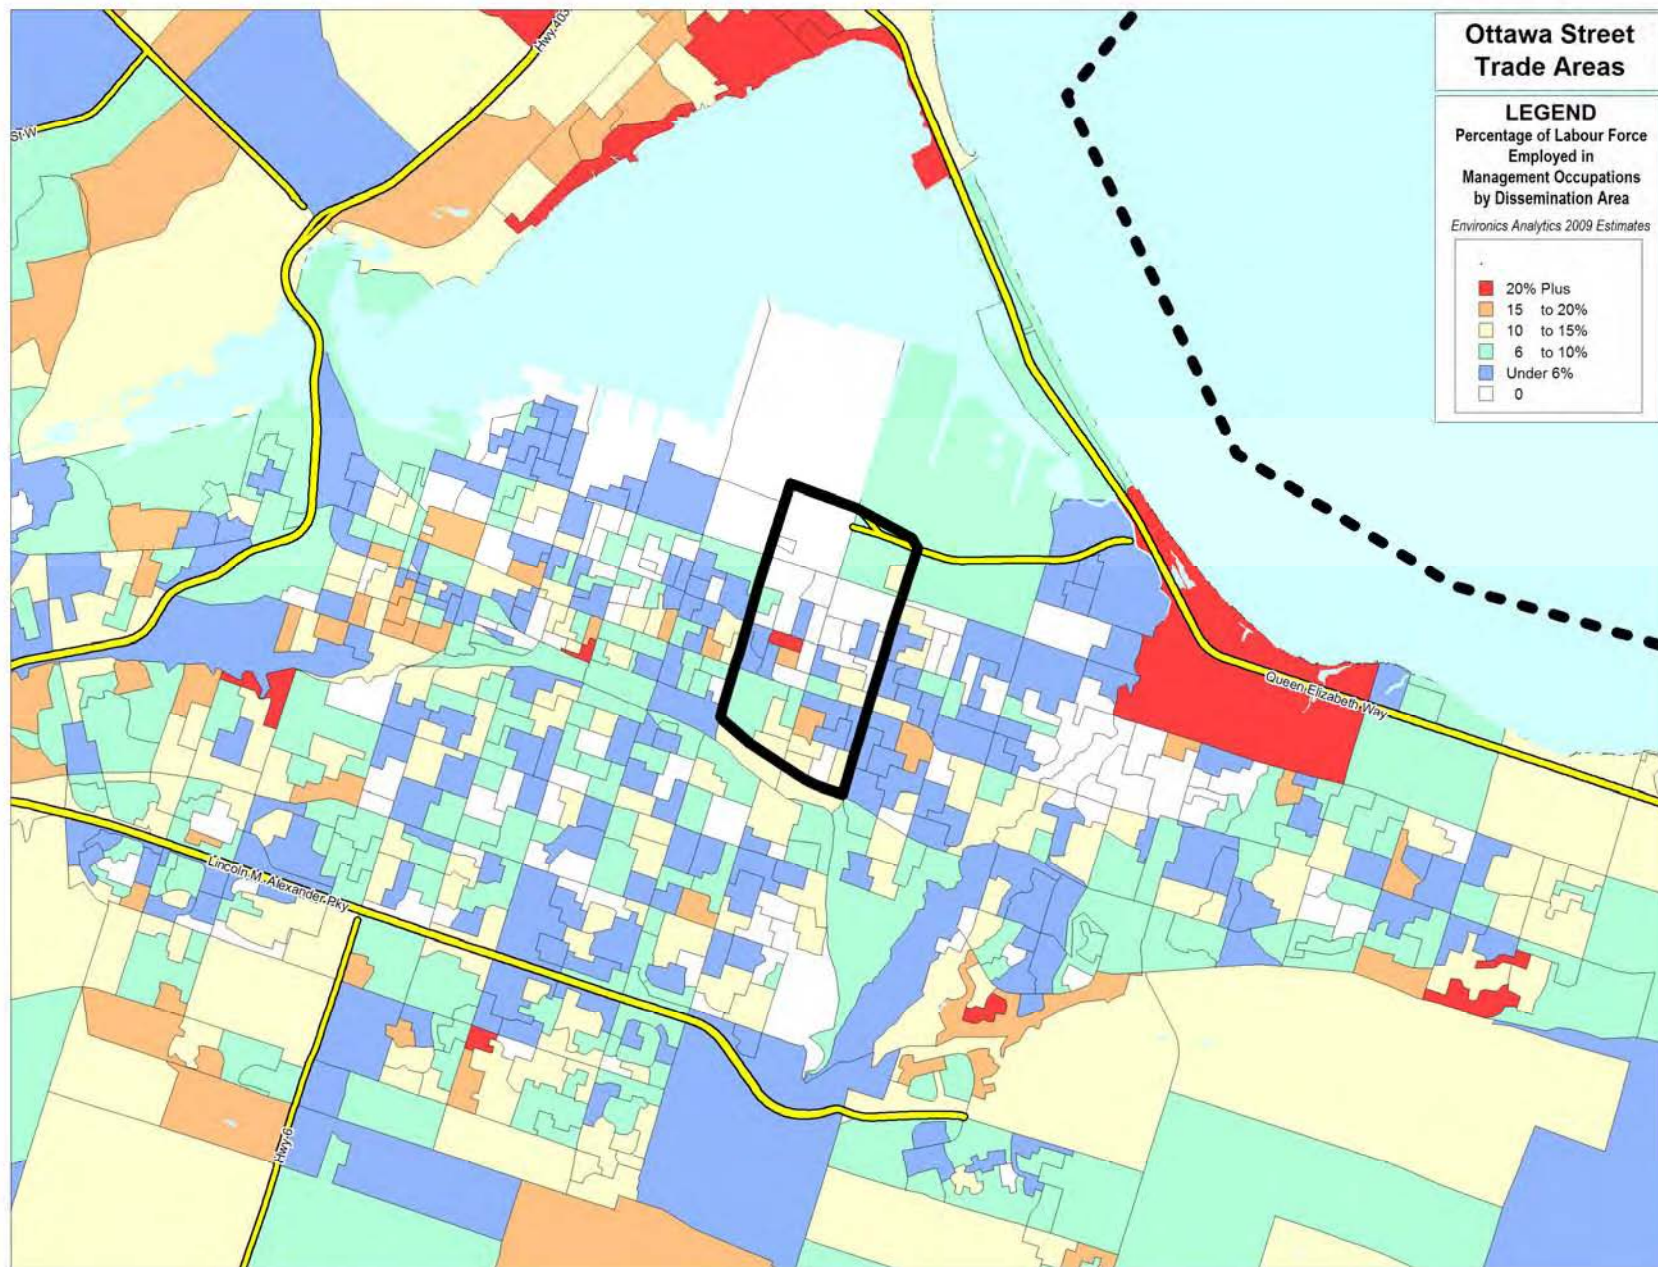 Ottawa Street
Trade Areas
LEGEND
Percentage of Labour Force
Employed in
Management Occupations
by Dissemination Area
Environics Analytics 2009 Estimates
20% Plus
15 to 20%
10 to 15%
6 to 10%
Under 6%
0
Hwy 403
St W
Queen Elizabeth Way
Lincoln M. Alexander Pky
Hwy 6